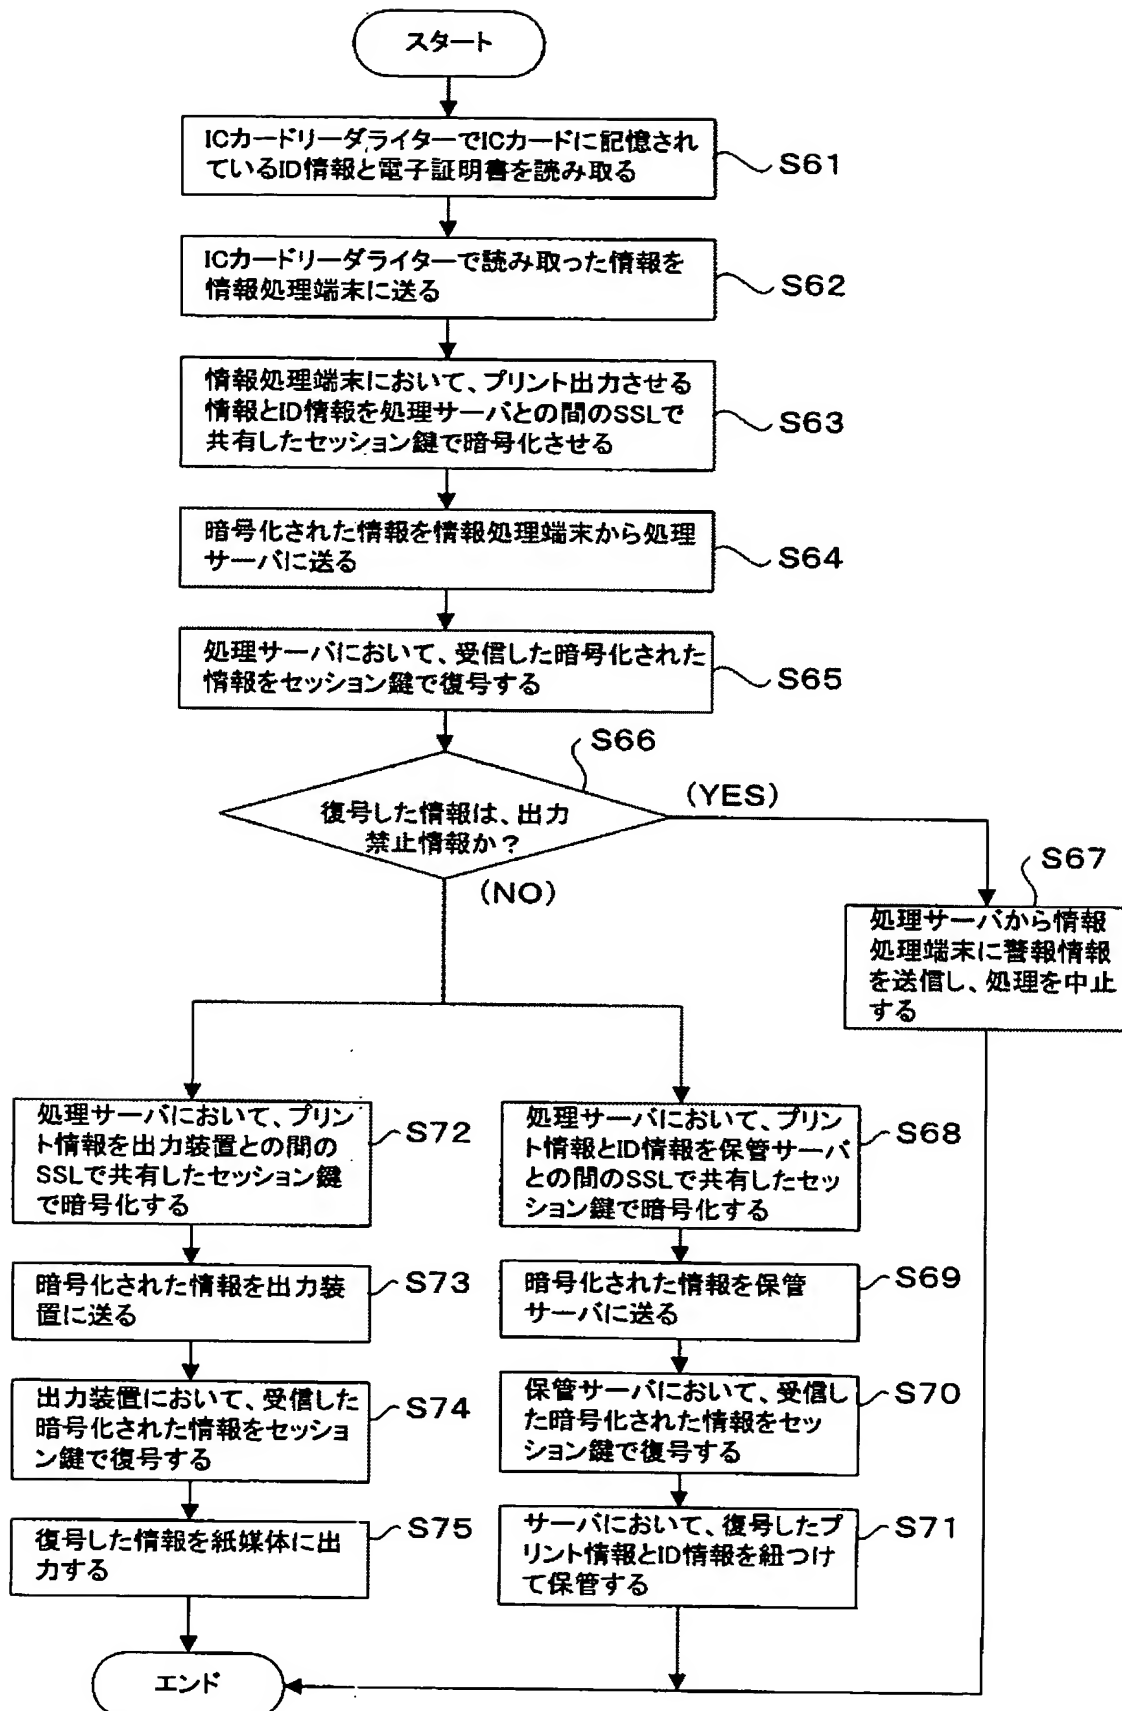 スタート
ICカードリーダライターでICカードに記憶され
ているID情報と電子証明書を読み取る
S61
ICカードリーダライターで読み取った情報を
情報処理端末に送る
S62
情報処理端末において、プリント出力させる
情報とID情報を処理サーバとの間のSSLで
共有したセッション鍵で暗号化させる
S63
暗号化された情報を情報処理端末から処理
サーバに送る
S64
処理サーバにおいて、受信した暗号化された
情報をセッション鍵で復号する
S65
S66
復号した情報は、出力
禁止情報か?
(YES)
(NO)
S67
処理サーバから情報
処理端末に警報情報
を送信し、処理を中止
する
処理サーバにおいて、プリン
ト情報を出力装置との間の
SSLで共有したセッション鍵
で暗号化する
S72
暗号化された情報を出力装
置に送る
S73
出力装置において、受信した
暗号化された情報をセッショ
ン鍵で復号する
S74
復号した情報を紙媒体に出
力する
S75
処理サーバにおいて、プリン
ト情報とID情報を保管サーバ
との間のSSLで共有したセッ
ション鍵で暗号化する
S68
暗号化された情報を保管
サーバに送る
S69
保管サーバにおいて、受信し
た暗号化された情報をセッ
ション鍵で復号する
S70
サーバにおいて、復号したプ
リント情報とID情報を紐つけ
て保管する
S71
エンド